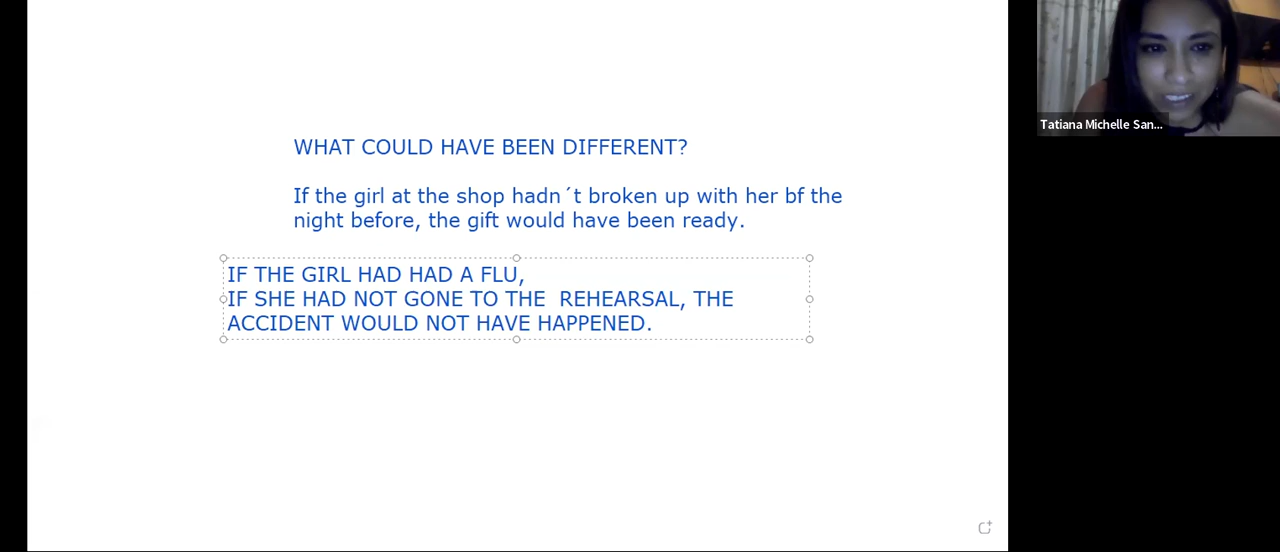 WHAT COULD HAVE BEEN DIFFERENT?
If the girl at the shop hadn´t broken up with her bf the
night before, the gift would have been ready.
IF THE GIRL HAD HAD A FLU,
IF SHE HAD NOT GONE TO THE  REHEARSAL, THE
ACCIDENT WOULD NOT HAVE HAPPENED.
Tatiana Michelle San...